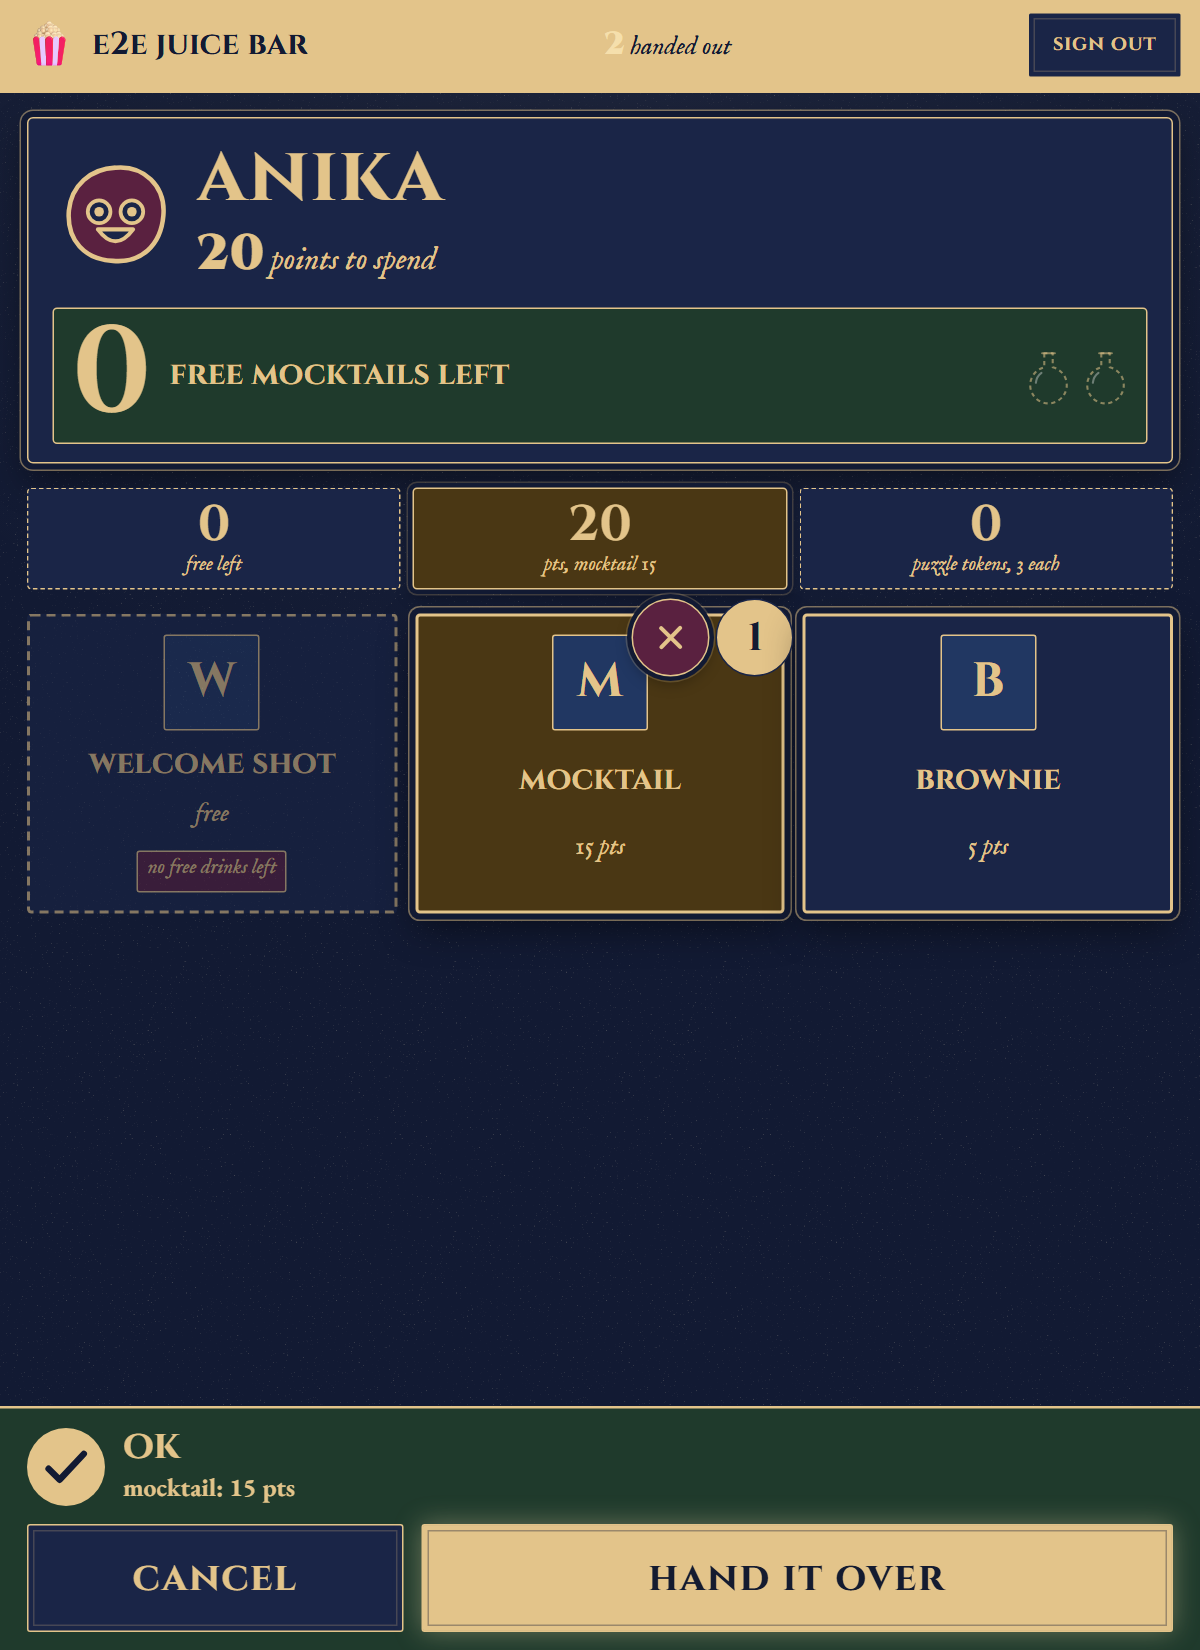 E2E JUICE BAR
2 handed out
SIGN OUT
ANIKA
20 points to spend
0 FREE MOCKTAILS LEFT
0
free left
20
pts, mocktail 15
0
puzzle tokens, 3 each
W
WELCOME SHOT
free
no free drinks left
M
1
MOCKTAIL
15 pts
B
BROWNIE
5 pts
OK
mocktail: 15 pts
CANCEL
HAND IT OVER